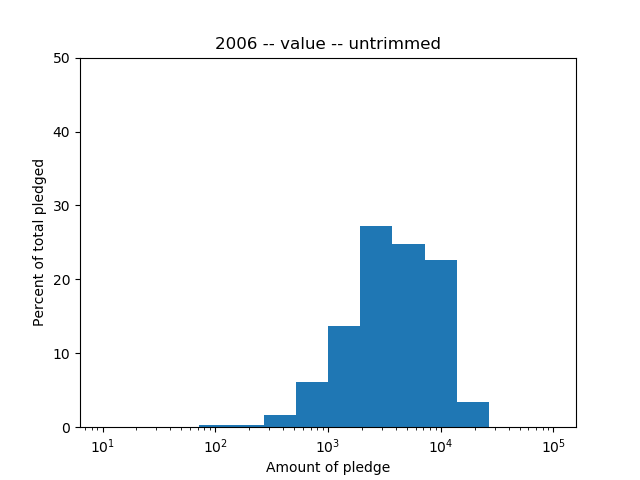 2006 -- value -- untrimmed
Percent of total pledged
50
40
30
20
10
0
10¹ 10² 10³ 10⁴ 10⁵
Amount of pledge